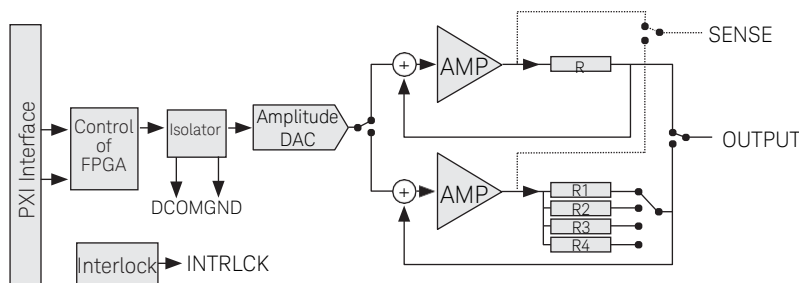 PXI Interface
Control
of
FPGA
Isolator
DCOMGND
Amplitude
DAC
+
AMP
R
SENSE
OUTPUT
+
AMP
R1
R2
R3
R4
Interlock
INTRLCK